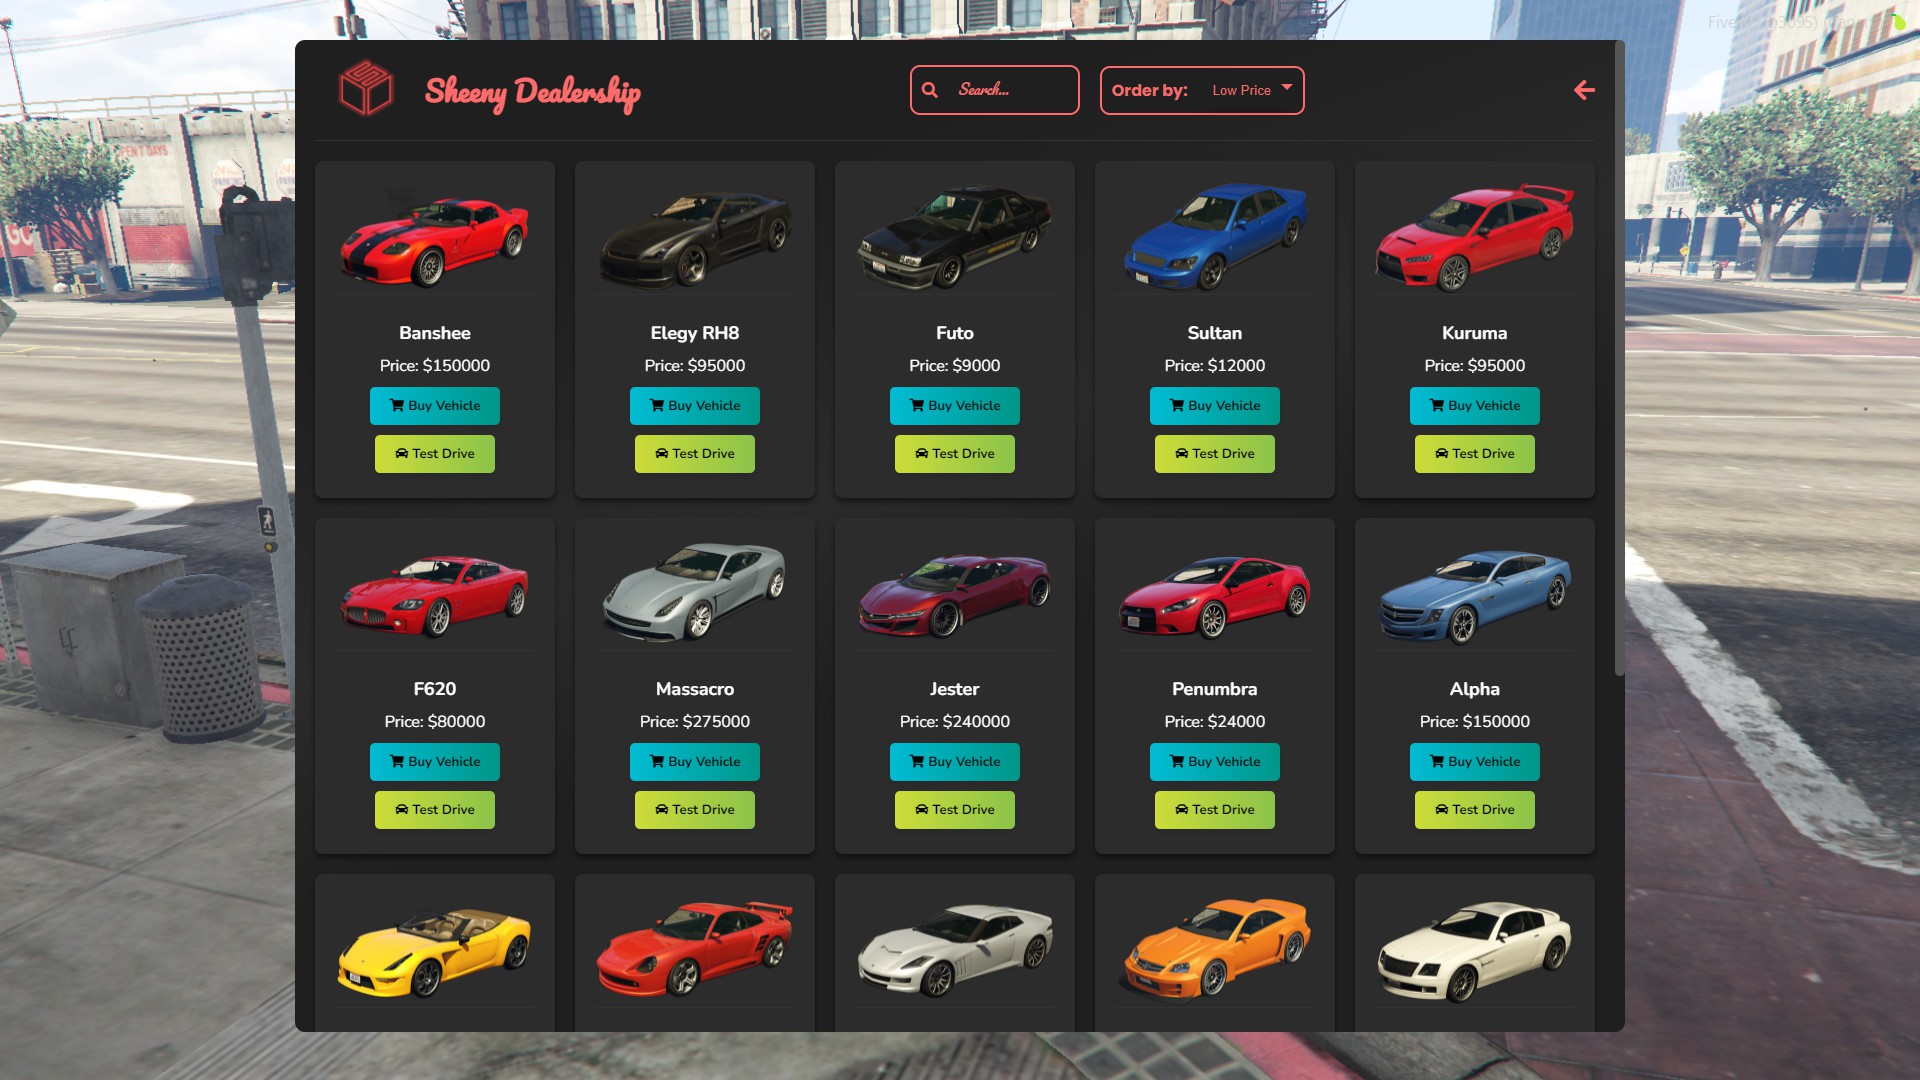 Sheeny Dealership
Search...
Order by: Low Price
Banshee
Price: $150000
Buy Vehicle
Test Drive
Elegy RH8
Price: $95000
Buy Vehicle
Test Drive
Futo
Price: $9000
Buy Vehicle
Test Drive
Sultan
Price: $12000
Buy Vehicle
Test Drive
Kuruma
Price: $95000
Buy Vehicle
Test Drive
F620
Price: $80000
Buy Vehicle
Test Drive
Massacro
Price: $275000
Buy Vehicle
Test Drive
Jester
Price: $240000
Buy Vehicle
Test Drive
Penumbra
Price: $24000
Buy Vehicle
Test Drive
Alpha
Price: $150000
Buy Vehicle
Test Drive